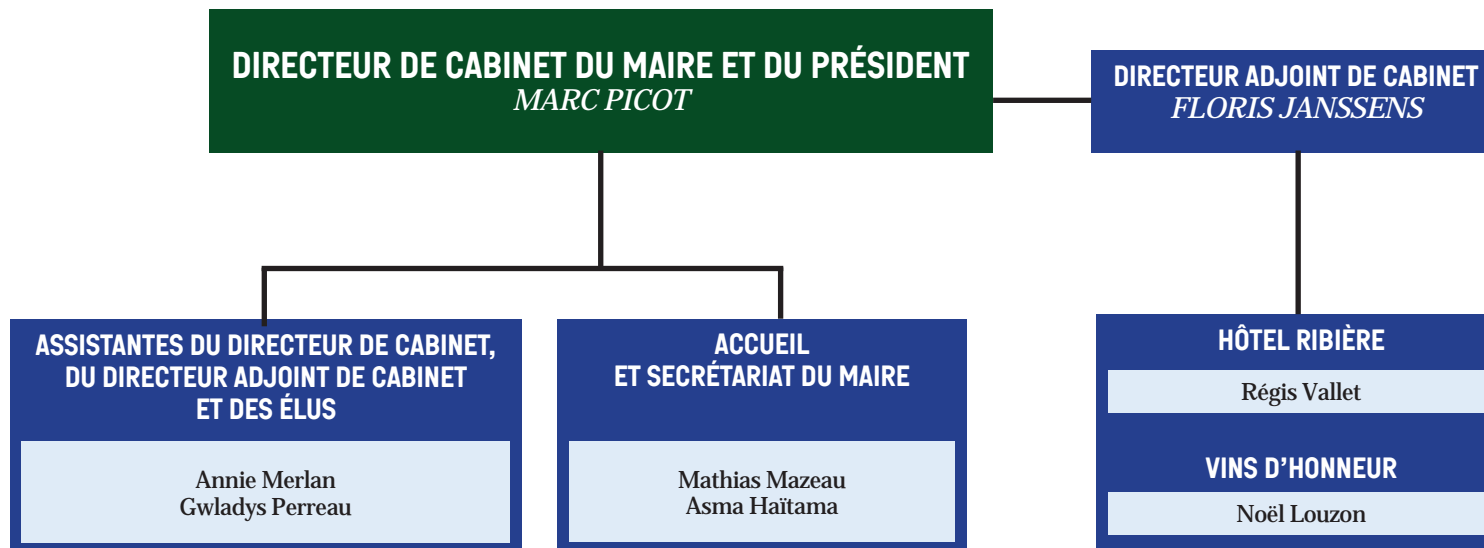 DIRECTEUR DE CABINET DU MAIRE ET DU PRÉSIDENT
MARC PICOT
DIRECTEUR ADJOINT DE CABINET
FLORIS JANSSENS
ASSISTANTES DU DIRECTEUR DE CABINET,
DU DIRECTEUR ADJOINT DE CABINET
ET DES ÉLUS
Annie Merlan
Gwladys Perreau
ACCUEIL
ET SECRÉTARIAT DU MAIRE
Mathias Mazeau
Asma Haïtama
HÔTEL RIBIÈRE
Régis Vallet
VINS D'HONNEUR
Noël Louzon